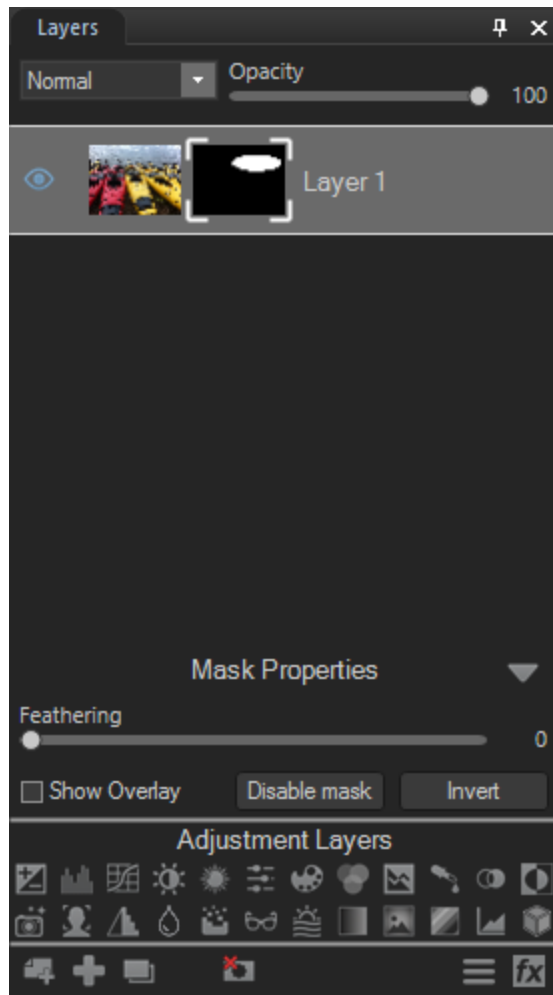 Layers
Normal
Opacity
100
Layer 1
Mask Properties
Feathering
0
Show Overlay
Disable mask
Invert
Adjustment Layers
fx